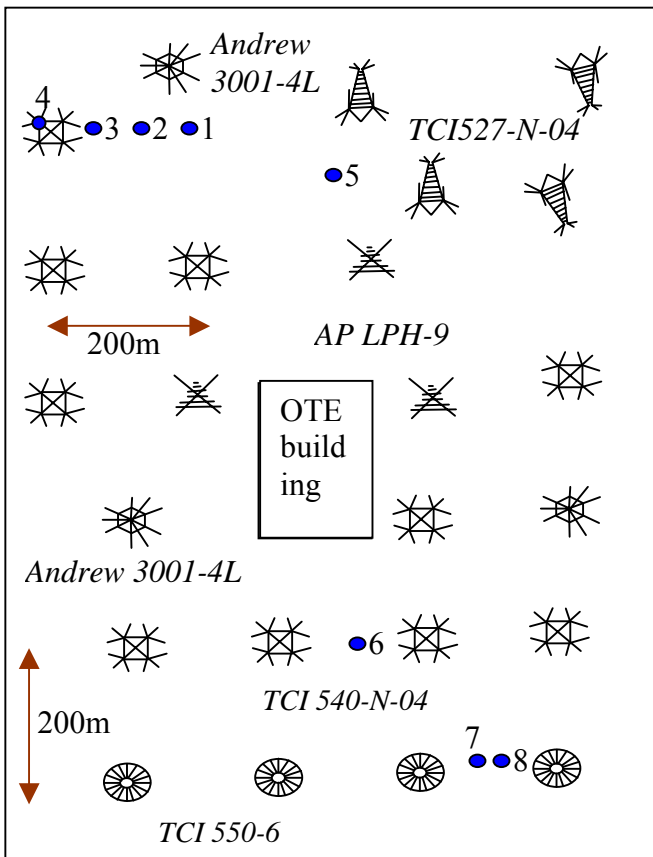 Andrew
3001-4L
4
3 2 1
TCI527-N-04
5
200m
AP LPH-9
OTE
build
ing
Andrew 3001-4L
6
TCI 540-N-04
200m
7
8
TCI 550-6